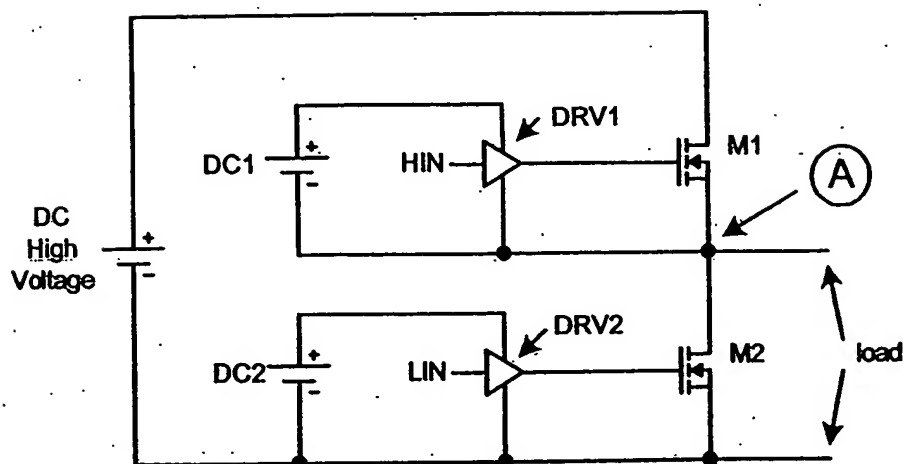 DRV1
DC1
HIN
M1
A
DC
High
Voltage
DRV2
DC2
LIN
M2
load